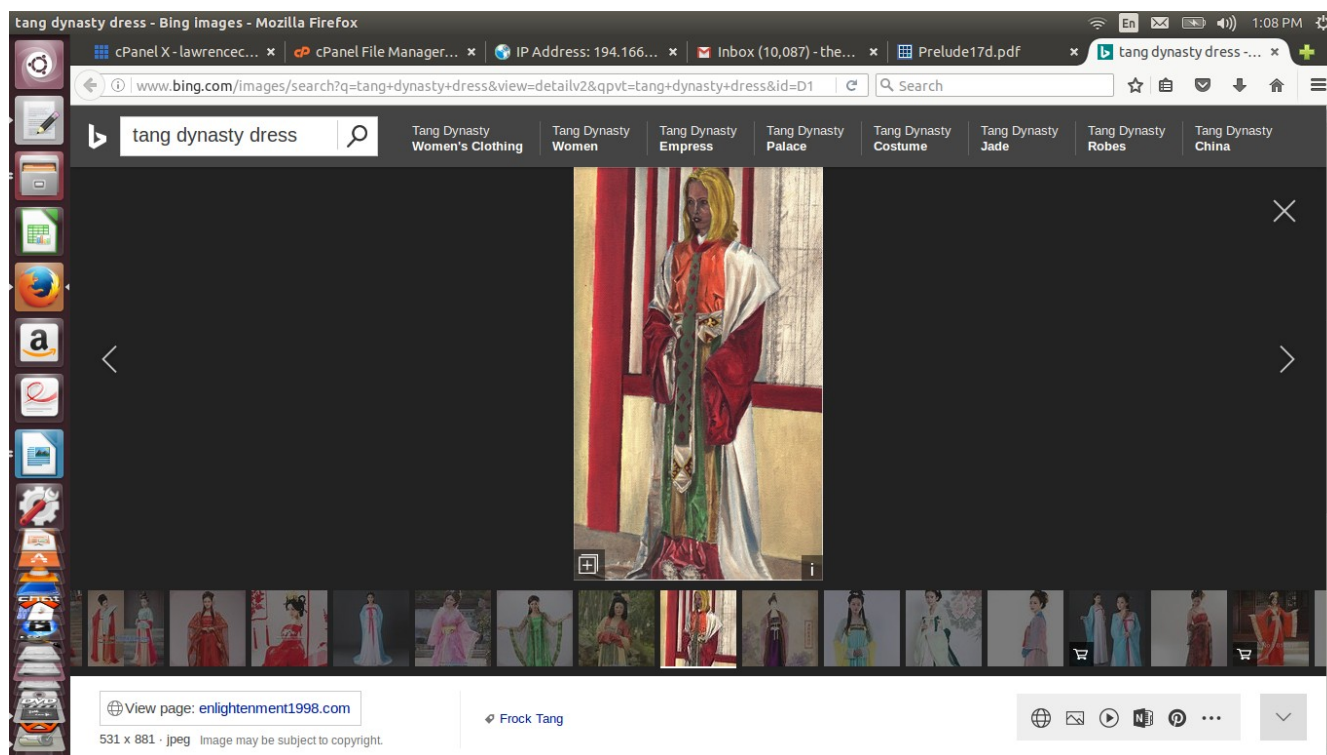 tang dynasty dress - Bing images - Mozilla Firefox
En
1:08 PM
cPanel X - lawrencec...
cPanel File Manager...
IP Address: 194.166...
Inbox (10,087) - the...
Prelude17d.pdf
tang dynasty dress -...
www.bing.com/images/search?q=tang+dynasty+dress&view=detailv2&qpvt=tang+dynasty+dress&id=D1
Search
tang dynasty dress
Tang Dynasty
Women's Clothing
Tang Dynasty
Women
Tang Dynasty
Empress
Tang Dynasty
Palace
Tang Dynasty
Costume
Tang Dynasty
Jade
Tang Dynasty
Robes
Tang Dynasty
China
View page: enlightenment1998.com
Frock Tang
531 x 881 · jpeg Image may be subject to copyright.